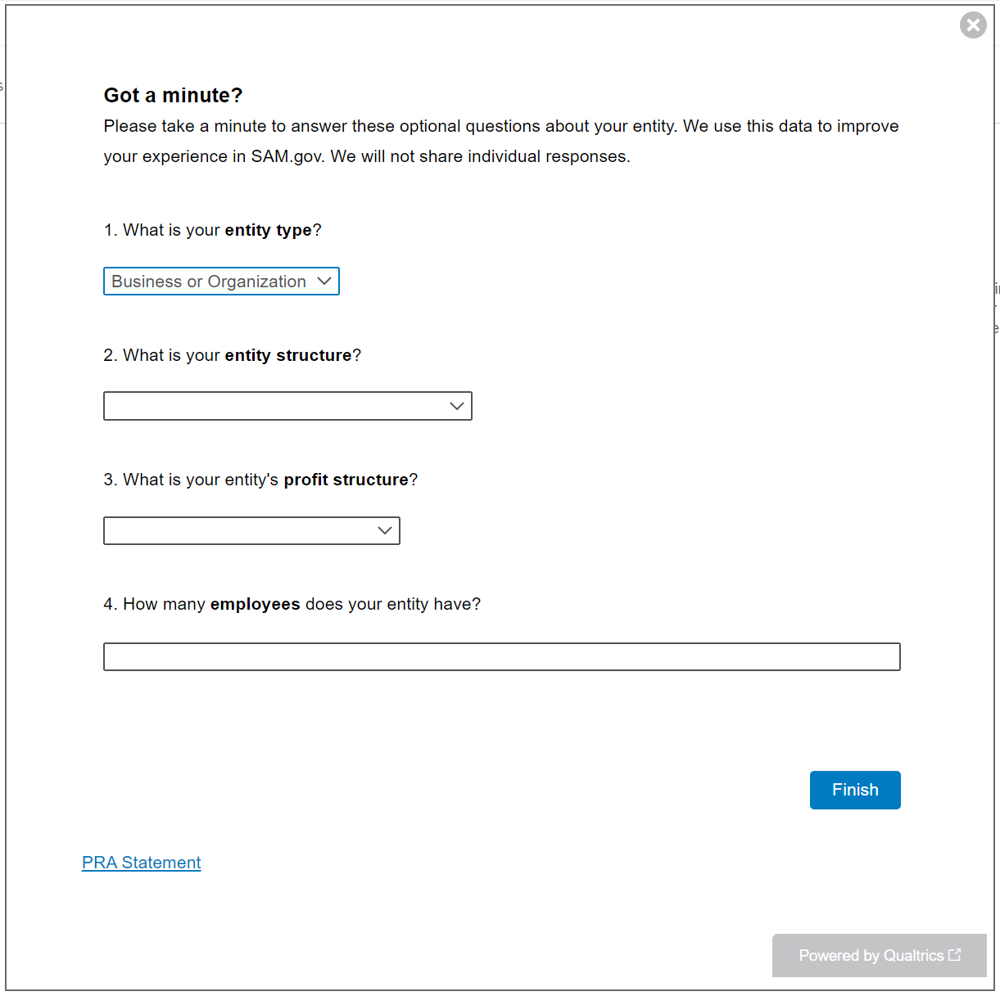 Got a minute?
Please take a minute to answer these optional questions about your entity. We use this data to improve
your experience in SAM.gov. We will not share individual responses.
1. What is your entity type?
Business or Organization
2. What is your entity structure?
3. What is your entity's profit structure?
4. How many employees does your entity have?
Finish
PRA Statement
Powered by Qualtrics